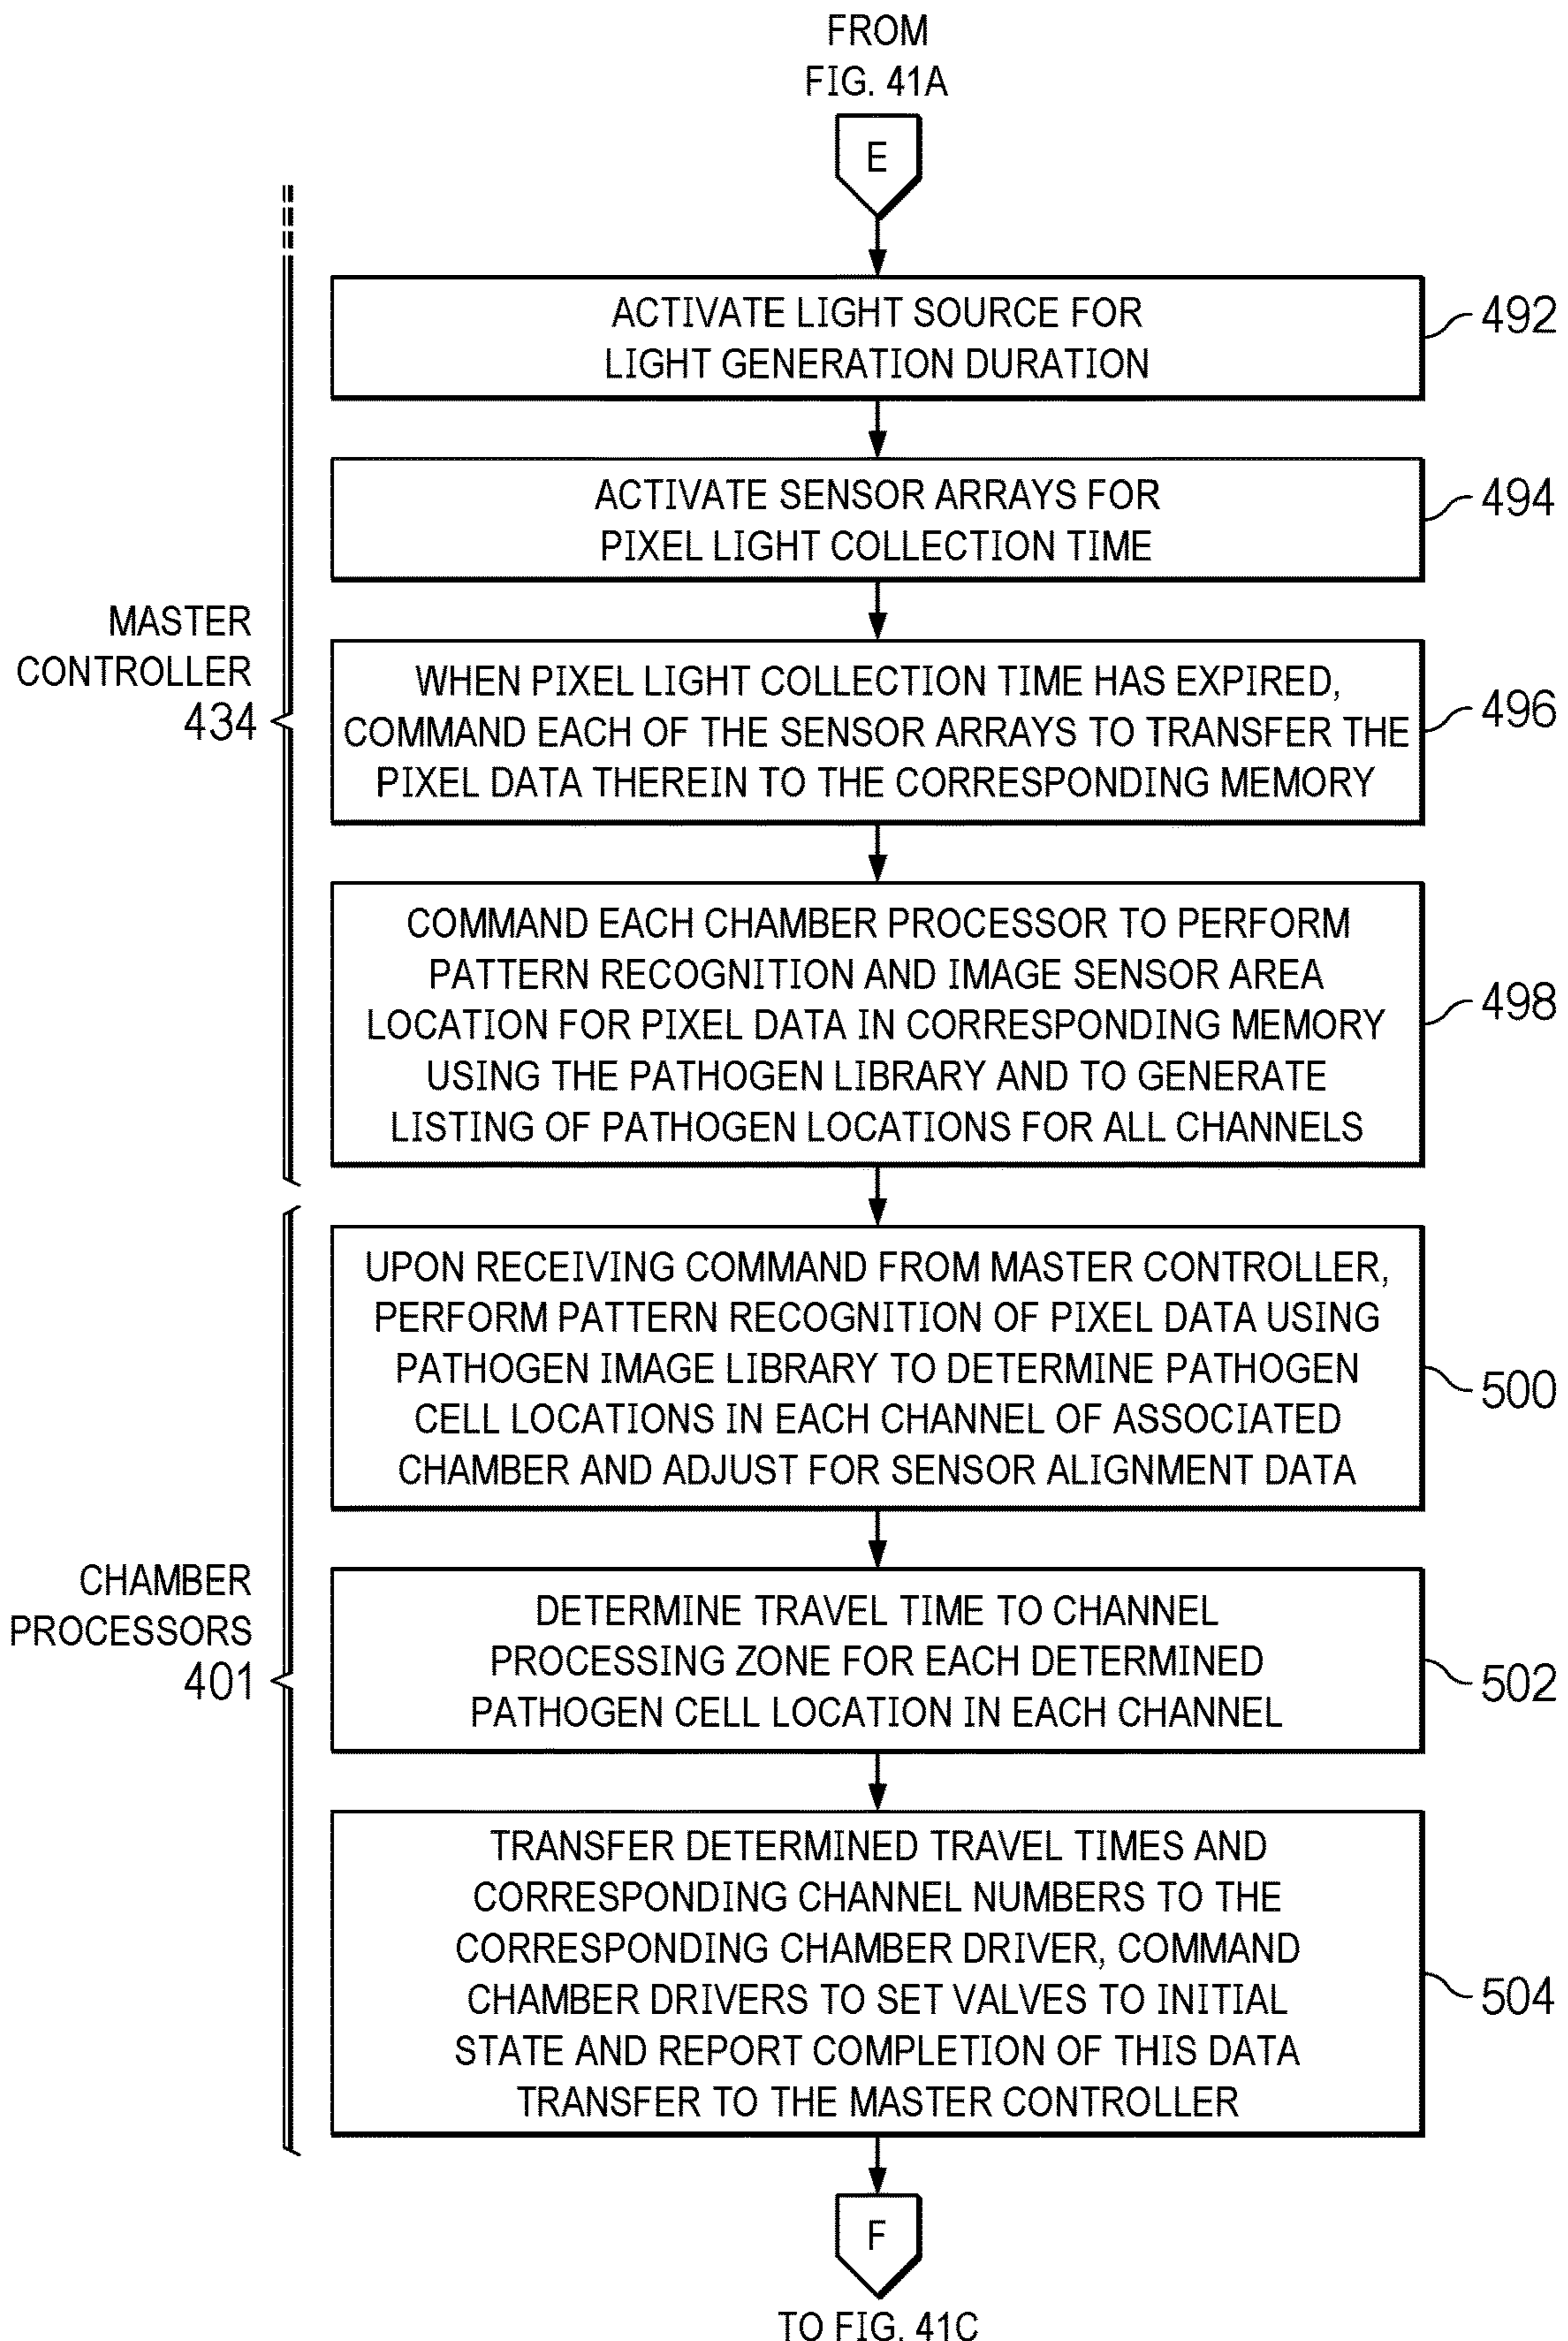 FROM
FIG. 41A
E
ACTIVATE LIGHT SOURCE FOR
LIGHT GENERATION DURATION
492
ACTIVATE SENSOR ARRAYS FOR
PIXEL LIGHT COLLECTION TIME
494
MASTER
CONTROLLER
434
WHEN PIXEL LIGHT COLLECTION TIME HAS EXPIRED,
COMMAND EACH OF THE SENSOR ARRAYS TO TRANSFER THE
PIXEL DATA THEREIN TO THE CORRESPONDING MEMORY
496
COMMAND EACH CHAMBER PROCESSOR TO PERFORM
PATTERN RECOGNITION AND IMAGE SENSOR AREA
LOCATION FOR PIXEL DATA IN CORRESPONDING MEMORY
USING THE PATHOGEN LIBRARY AND TO GENERATE
LISTING OF PATHOGEN LOCATIONS FOR ALL CHANNELS
498
UPON RECEIVING COMMAND FROM MASTER CONTROLLER,
PERFORM PATTERN RECOGNITION OF PIXEL DATA USING
PATHOGEN IMAGE LIBRARY TO DETERMINE PATHOGEN
CELL LOCATIONS IN EACH CHANNEL OF ASSOCIATED
CHAMBER AND ADJUST FOR SENSOR ALIGNMENT DATA
500
CHAMBER
PROCESSORS
401
DETERMINE TRAVEL TIME TO CHANNEL
PROCESSING ZONE FOR EACH DETERMINED
PATHOGEN CELL LOCATION IN EACH CHANNEL
502
TRANSFER DETERMINED TRAVEL TIMES AND
CORRESPONDING CHANNEL NUMBERS TO THE
CORRESPONDING CHAMBER DRIVER, COMMAND
CHAMBER DRIVERS TO SET VALVES TO INITIAL
STATE AND REPORT COMPLETION OF THIS DATA
TRANSFER TO THE MASTER CONTROLLER
504
F
TO FIG. 41C